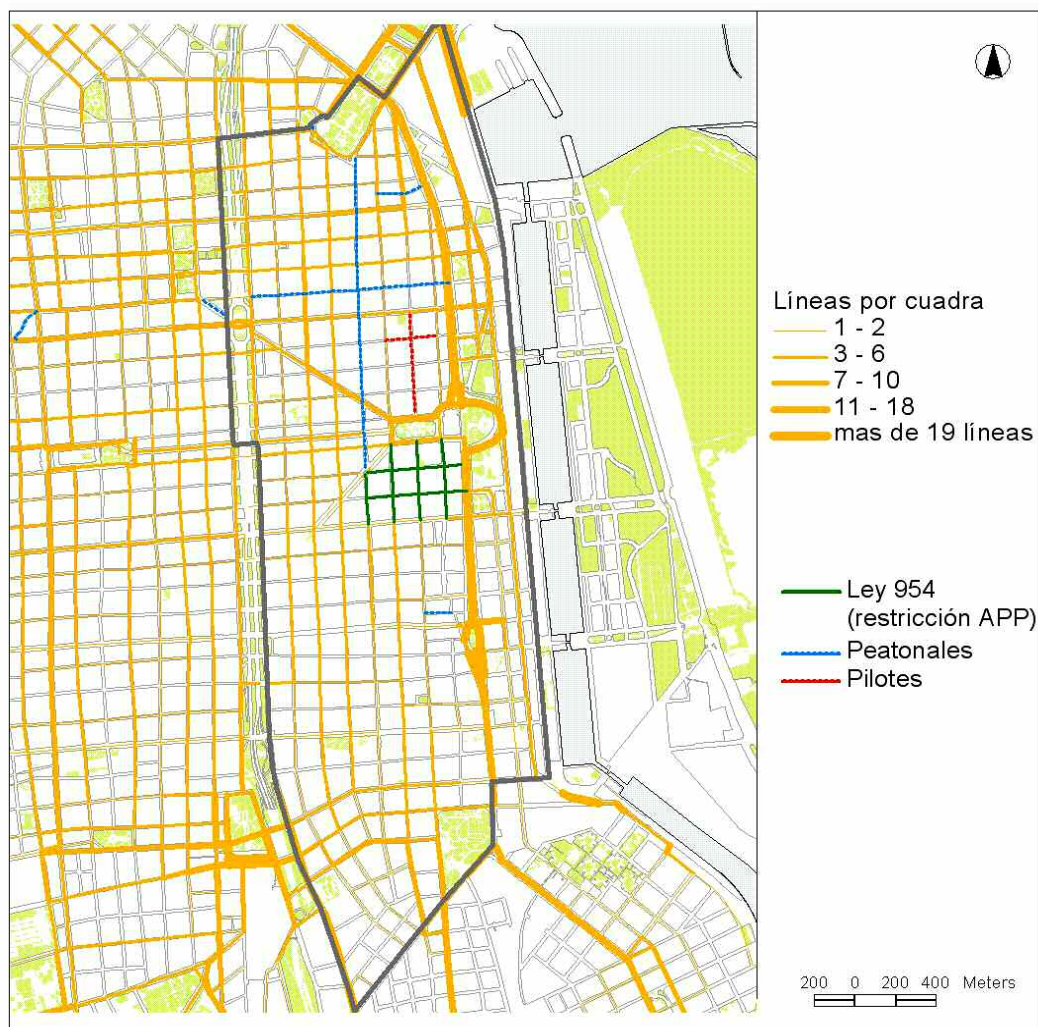 Líneas por cuadra
1 - 2
3 - 6
7 - 10
11 - 18
mas de 19 líneas
Ley 954
(restricción APP)
Peatonales
Pilotes
200 0 200 400 Meters